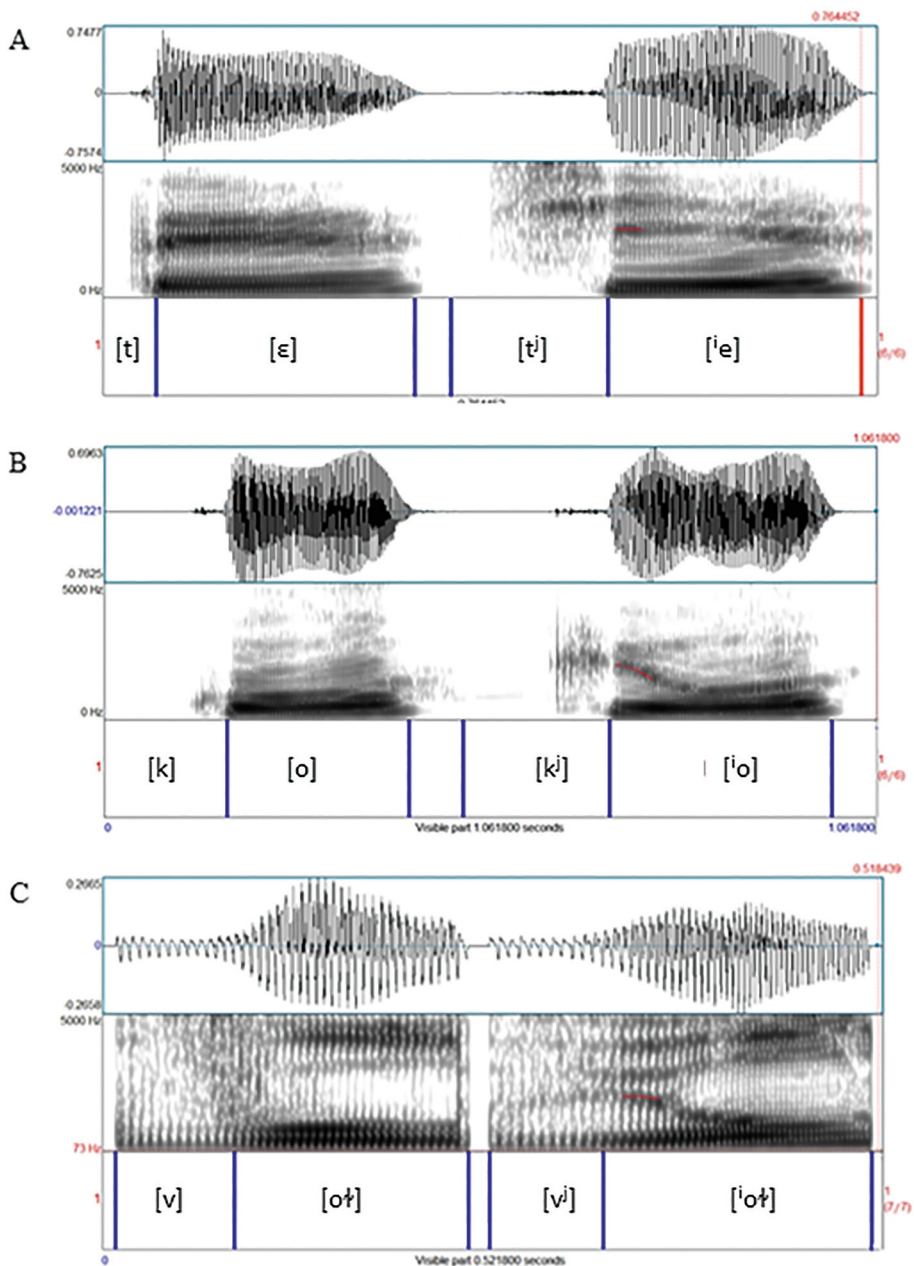 A
0.764452
0.7477
0
-0.7574
5000 Hz
0 Hz
1
[t]
[ɛ]
[tʲ]
[ⁱe]
1
(6/6)
0.764452
B
1.061800
0.6963
-0.001221
-0.7625
5000 Hz
0 Hz
1
[k]
[o]
[kʲ]
[ⁱo]
1
(6/6)
0
Visible part 1.061800 seconds
1.061800
C
0.518439
0.2665
0
-0.2658
5000 Hz
73 Hz
1
[v]
[vʲ]
1
(7/7)
0
Visible part 0.521800 seconds